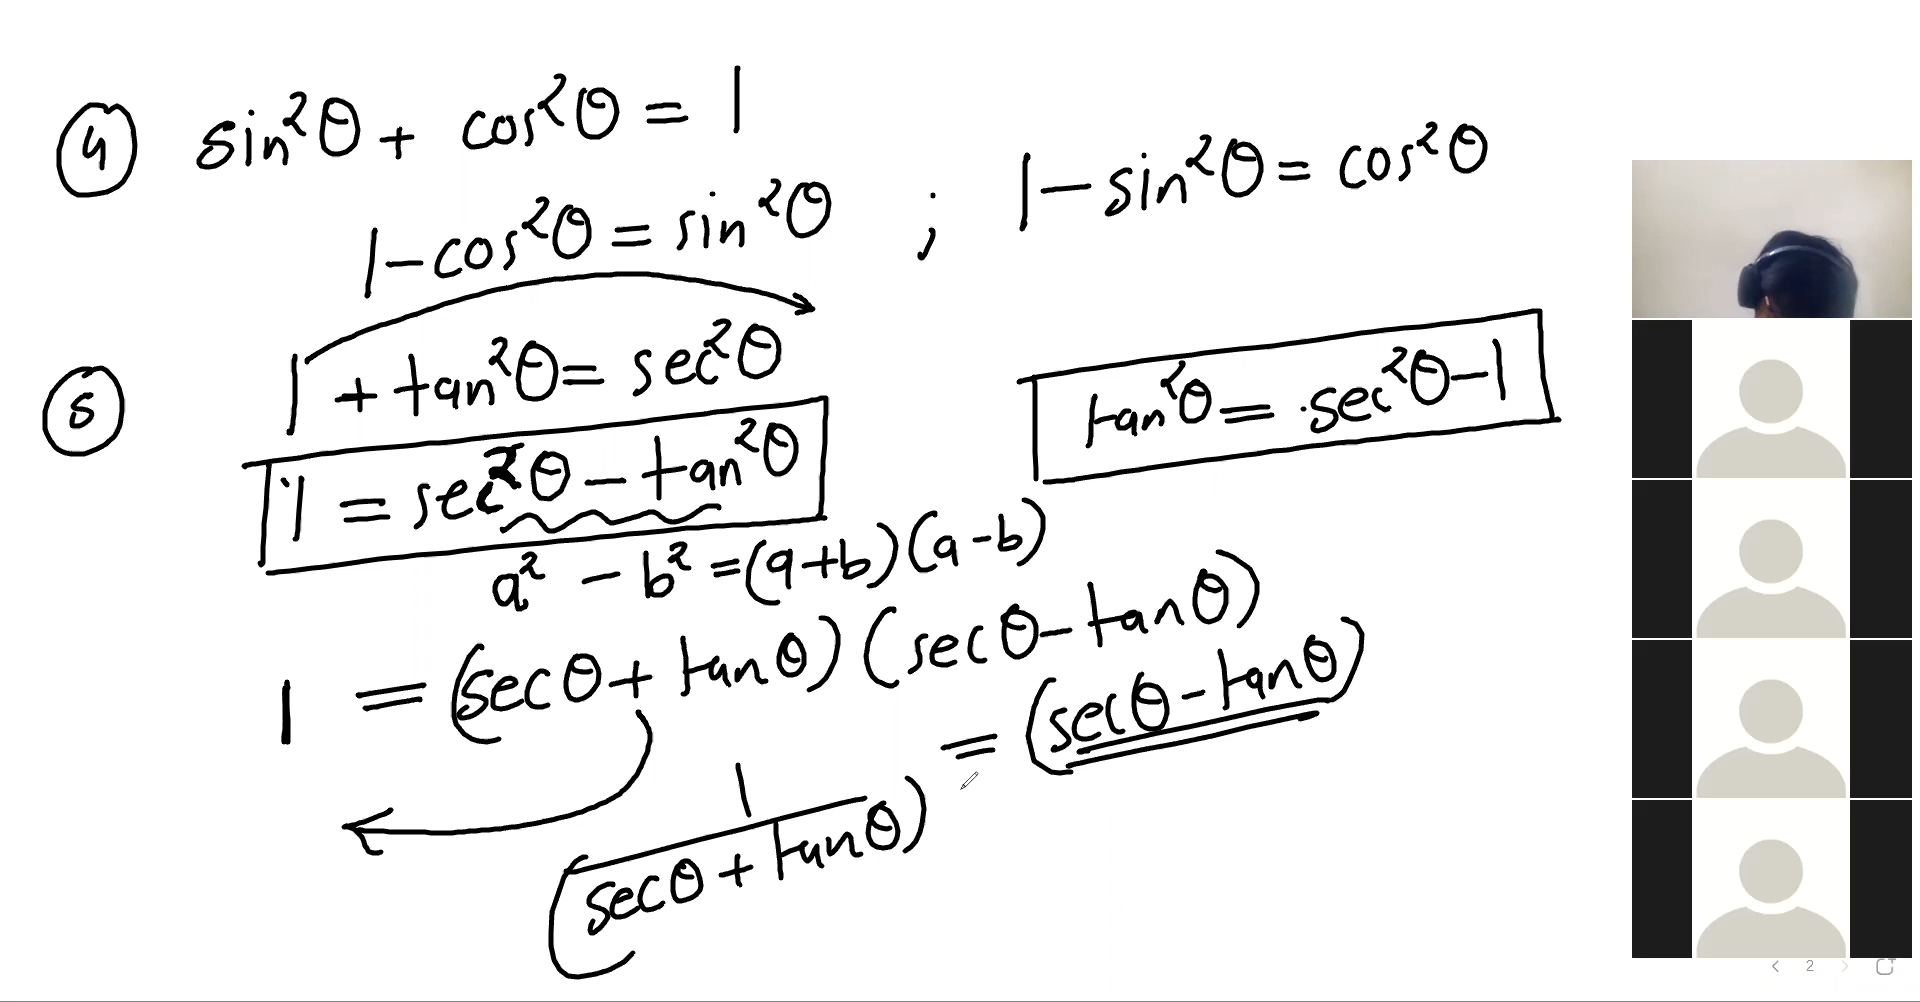 4 sin²θ + cos²θ = 1
1-cos²θ = sin²θ ; 1-sin²θ = cos²θ
5 1 + tan²θ = sec²θ
tan²θ = sec²θ-1
1 = sec²θ - tan²θ
a² - b² = (a+b)(a-b)
1 = (secθ + tanθ)(secθ - tanθ)
1/(secθ + tanθ) = (secθ - tanθ)
2